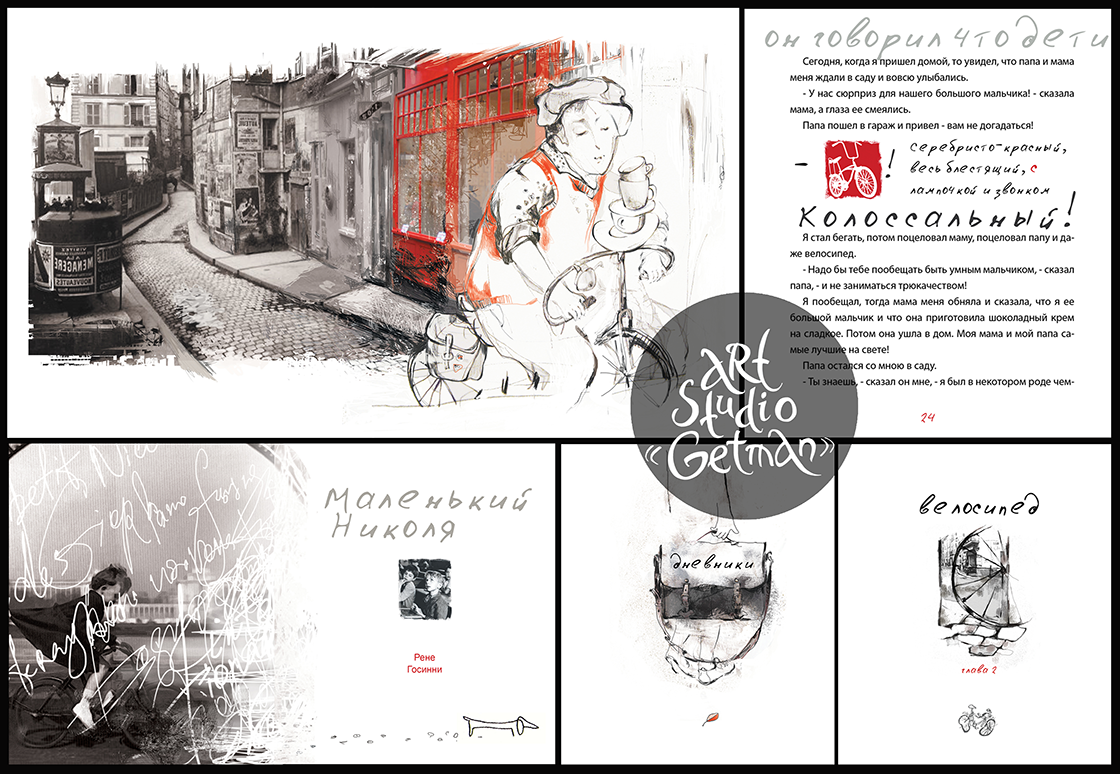 он говорил что дети
Сегодня, когда я пришел домой, то увидел, что папа и мама
меня ждали в саду и вовсю улыбались.
- У нас сюрприз для нашего большого мальчика! - сказала
мама, а глаза ее смеялись.
Папа пошел в гараж и привел - вам не догадаться!
- ! серебристо-красный,
весь блестящий, с
лампочкой и звонком
Колоссальный!
Я стал бегать, потом поцеловал маму, поцеловал папу и да-
же велосипед.
- Надо бы тебе пообещать быть умным мальчиком, - сказал
папа, - и не заниматься трюкачеством!
Я пообещал, тогда мама меня обняла и сказала, что я ее
большой мальчик и что она приготовила шоколадный крем
на сладкое. Потом она ушла в дом. Моя мама и мой папа са-
мые лучшие на свете!
Папа остался со мною в саду.
- Ты знаешь, - сказал он мне, - я был в некотором роде чем-
24
ART
Studio
«Getman»
Маленький
Николя
Рене
Госинни
дневники
велосипед
глава 2